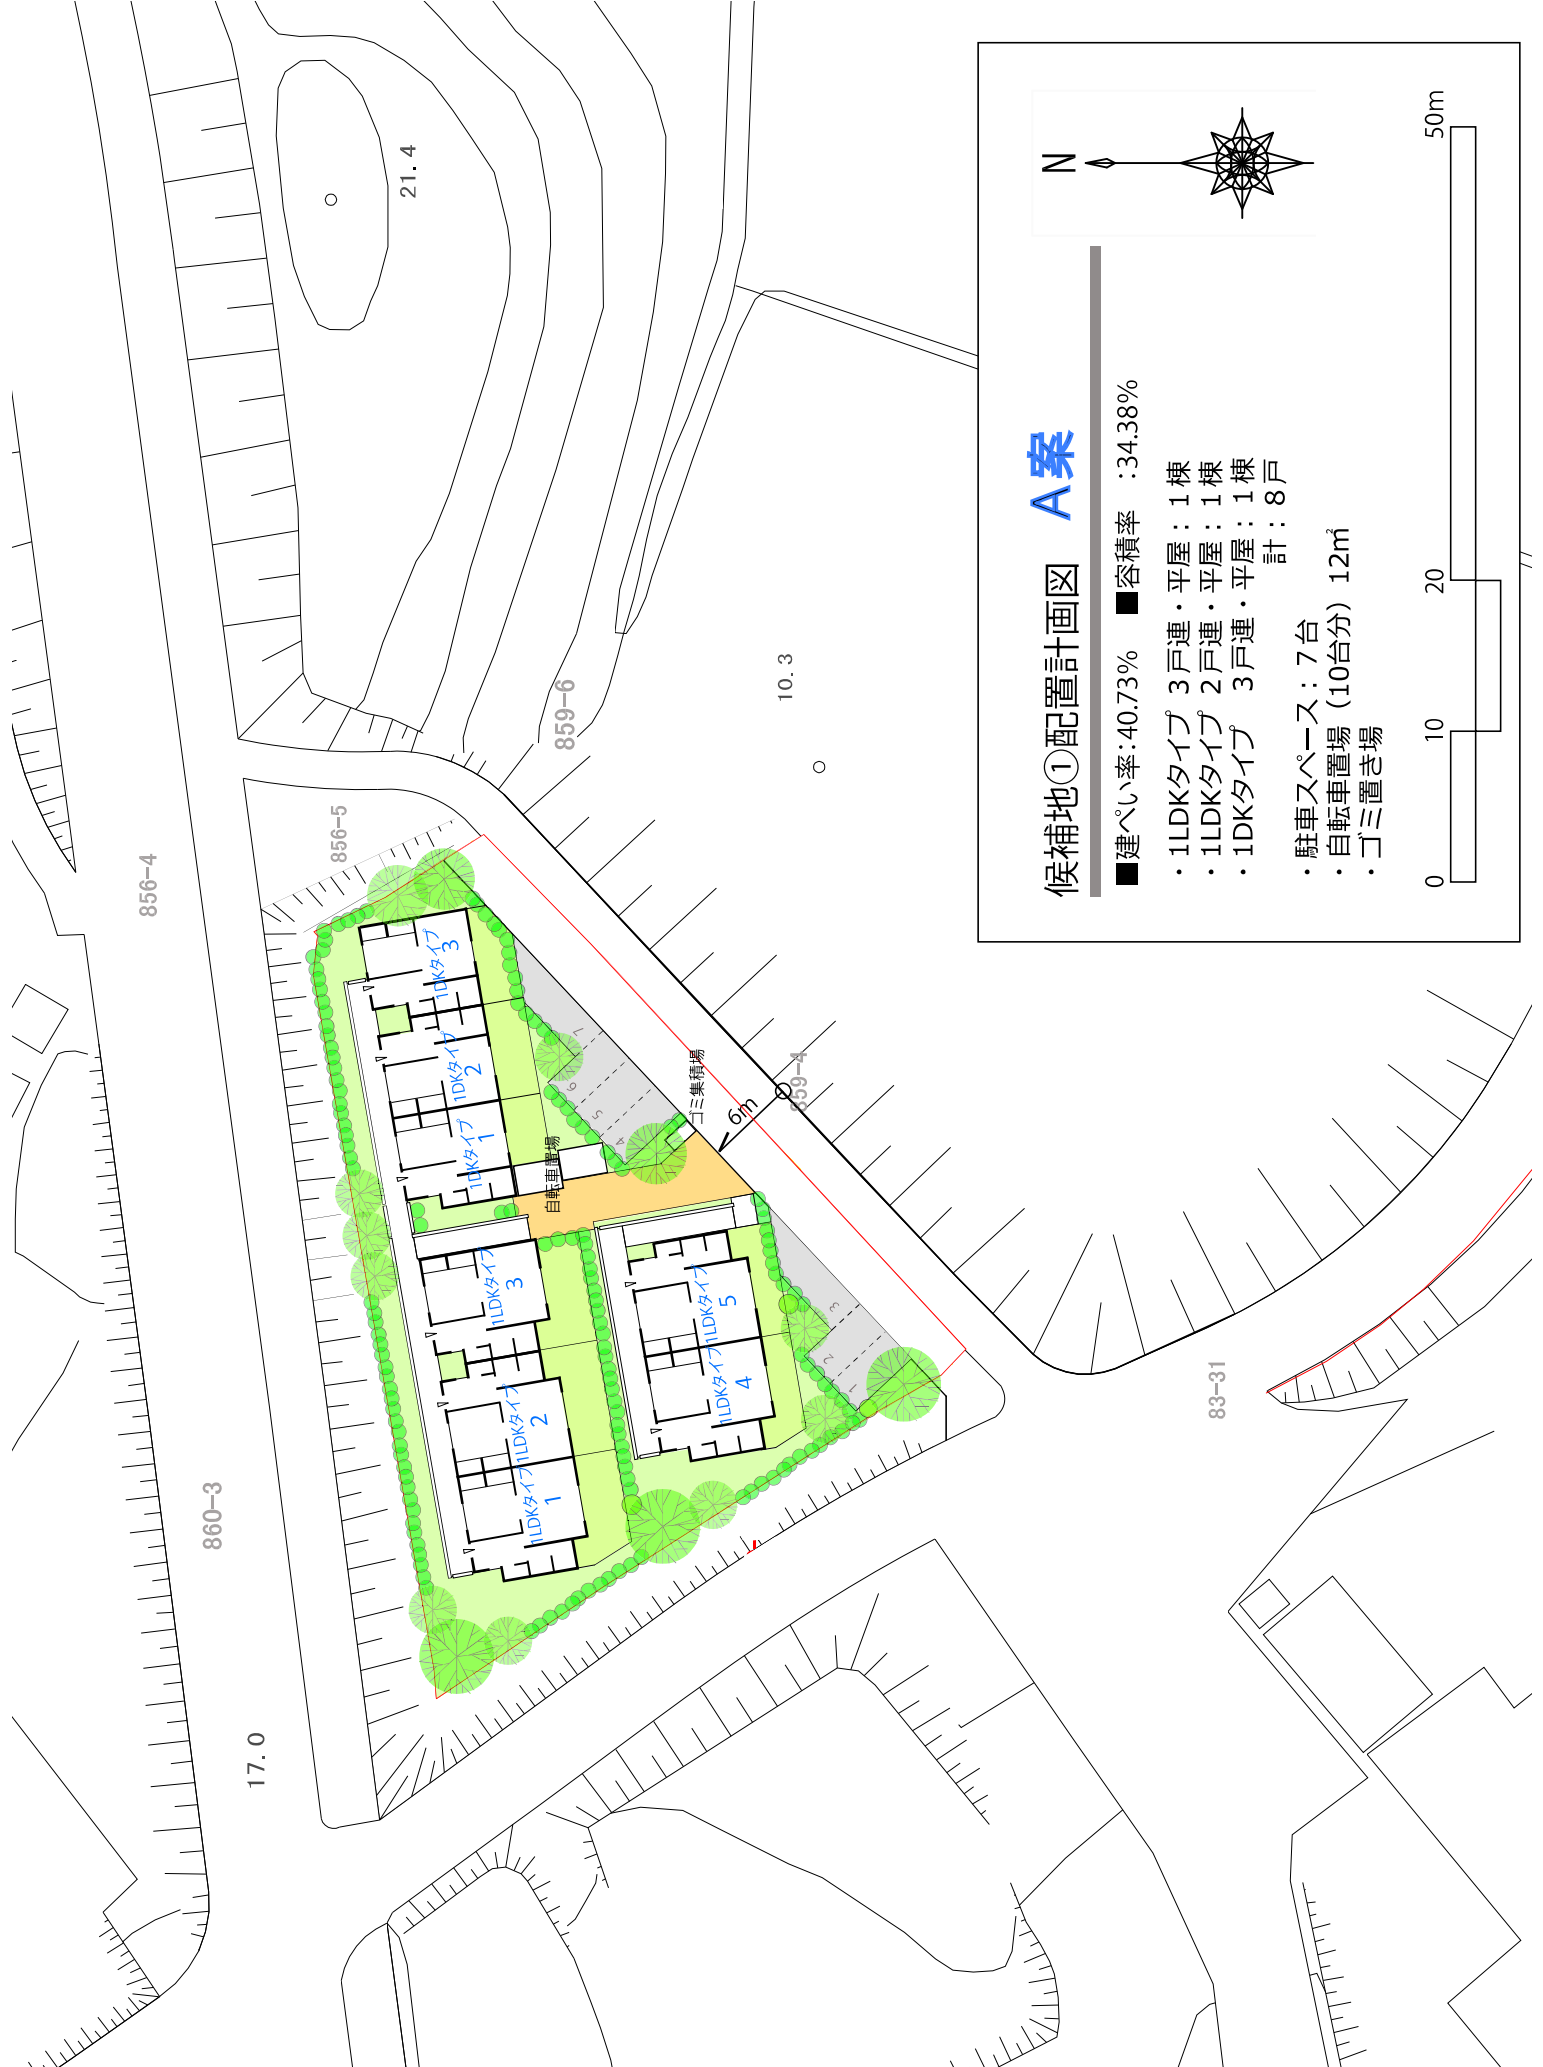 候補地①配置計画図　A案
■建ぺい率：40.73%　■容積率　：34.38%
・1LDKタイプ ３戸連・平屋：１棟
・1LDKタイプ ２戸連・平屋：１棟
・1DKタイプ　３戸連・平屋：１棟
計：８戸
・駐車スペース：７台
・自転車置場（10台分）12㎡
・ゴミ置き場
N
0 10 20 50m
856-4
856-5
860-3
17.0
21.4
859-6
10.3
859-4
83-31
1LDKタイプ
1
1LDKタイプ
2
1LDKタイプ
3
1DKタイプ
1
1DKタイプ
2
1DKタイプ
3
1LDKタイプ
4
1LDKタイプ
5
自転車置場
ゴミ集積場
6m
1
2
3
4
5
6
7